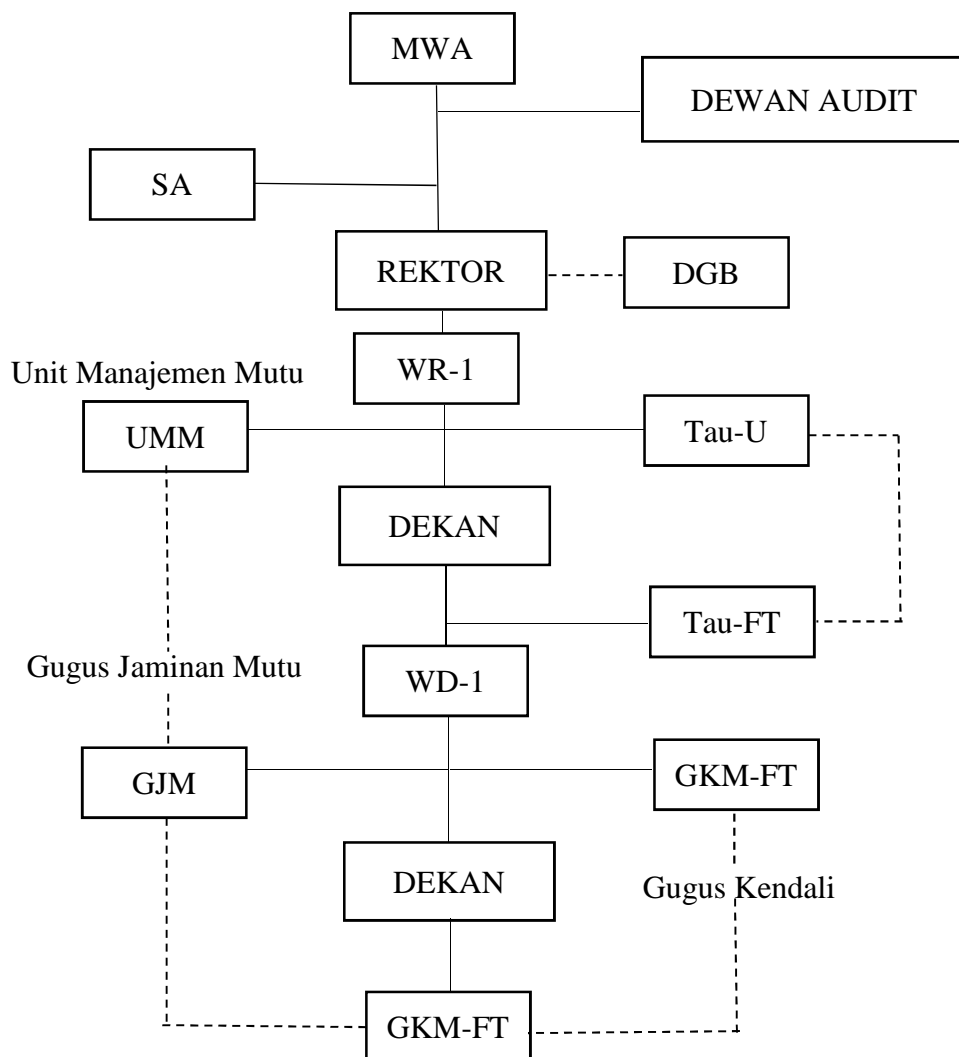 MWA
DEWAN AUDIT
SA
REKTOR
DGB
WR-1
Unit Manajemen Mutu
UMM
Tau-U
DEKAN
Tau-FT
Gugus Jaminan Mutu
WD-1
GJM
GKM-FT
DEKAN
Gugus Kendali
GKM-FT